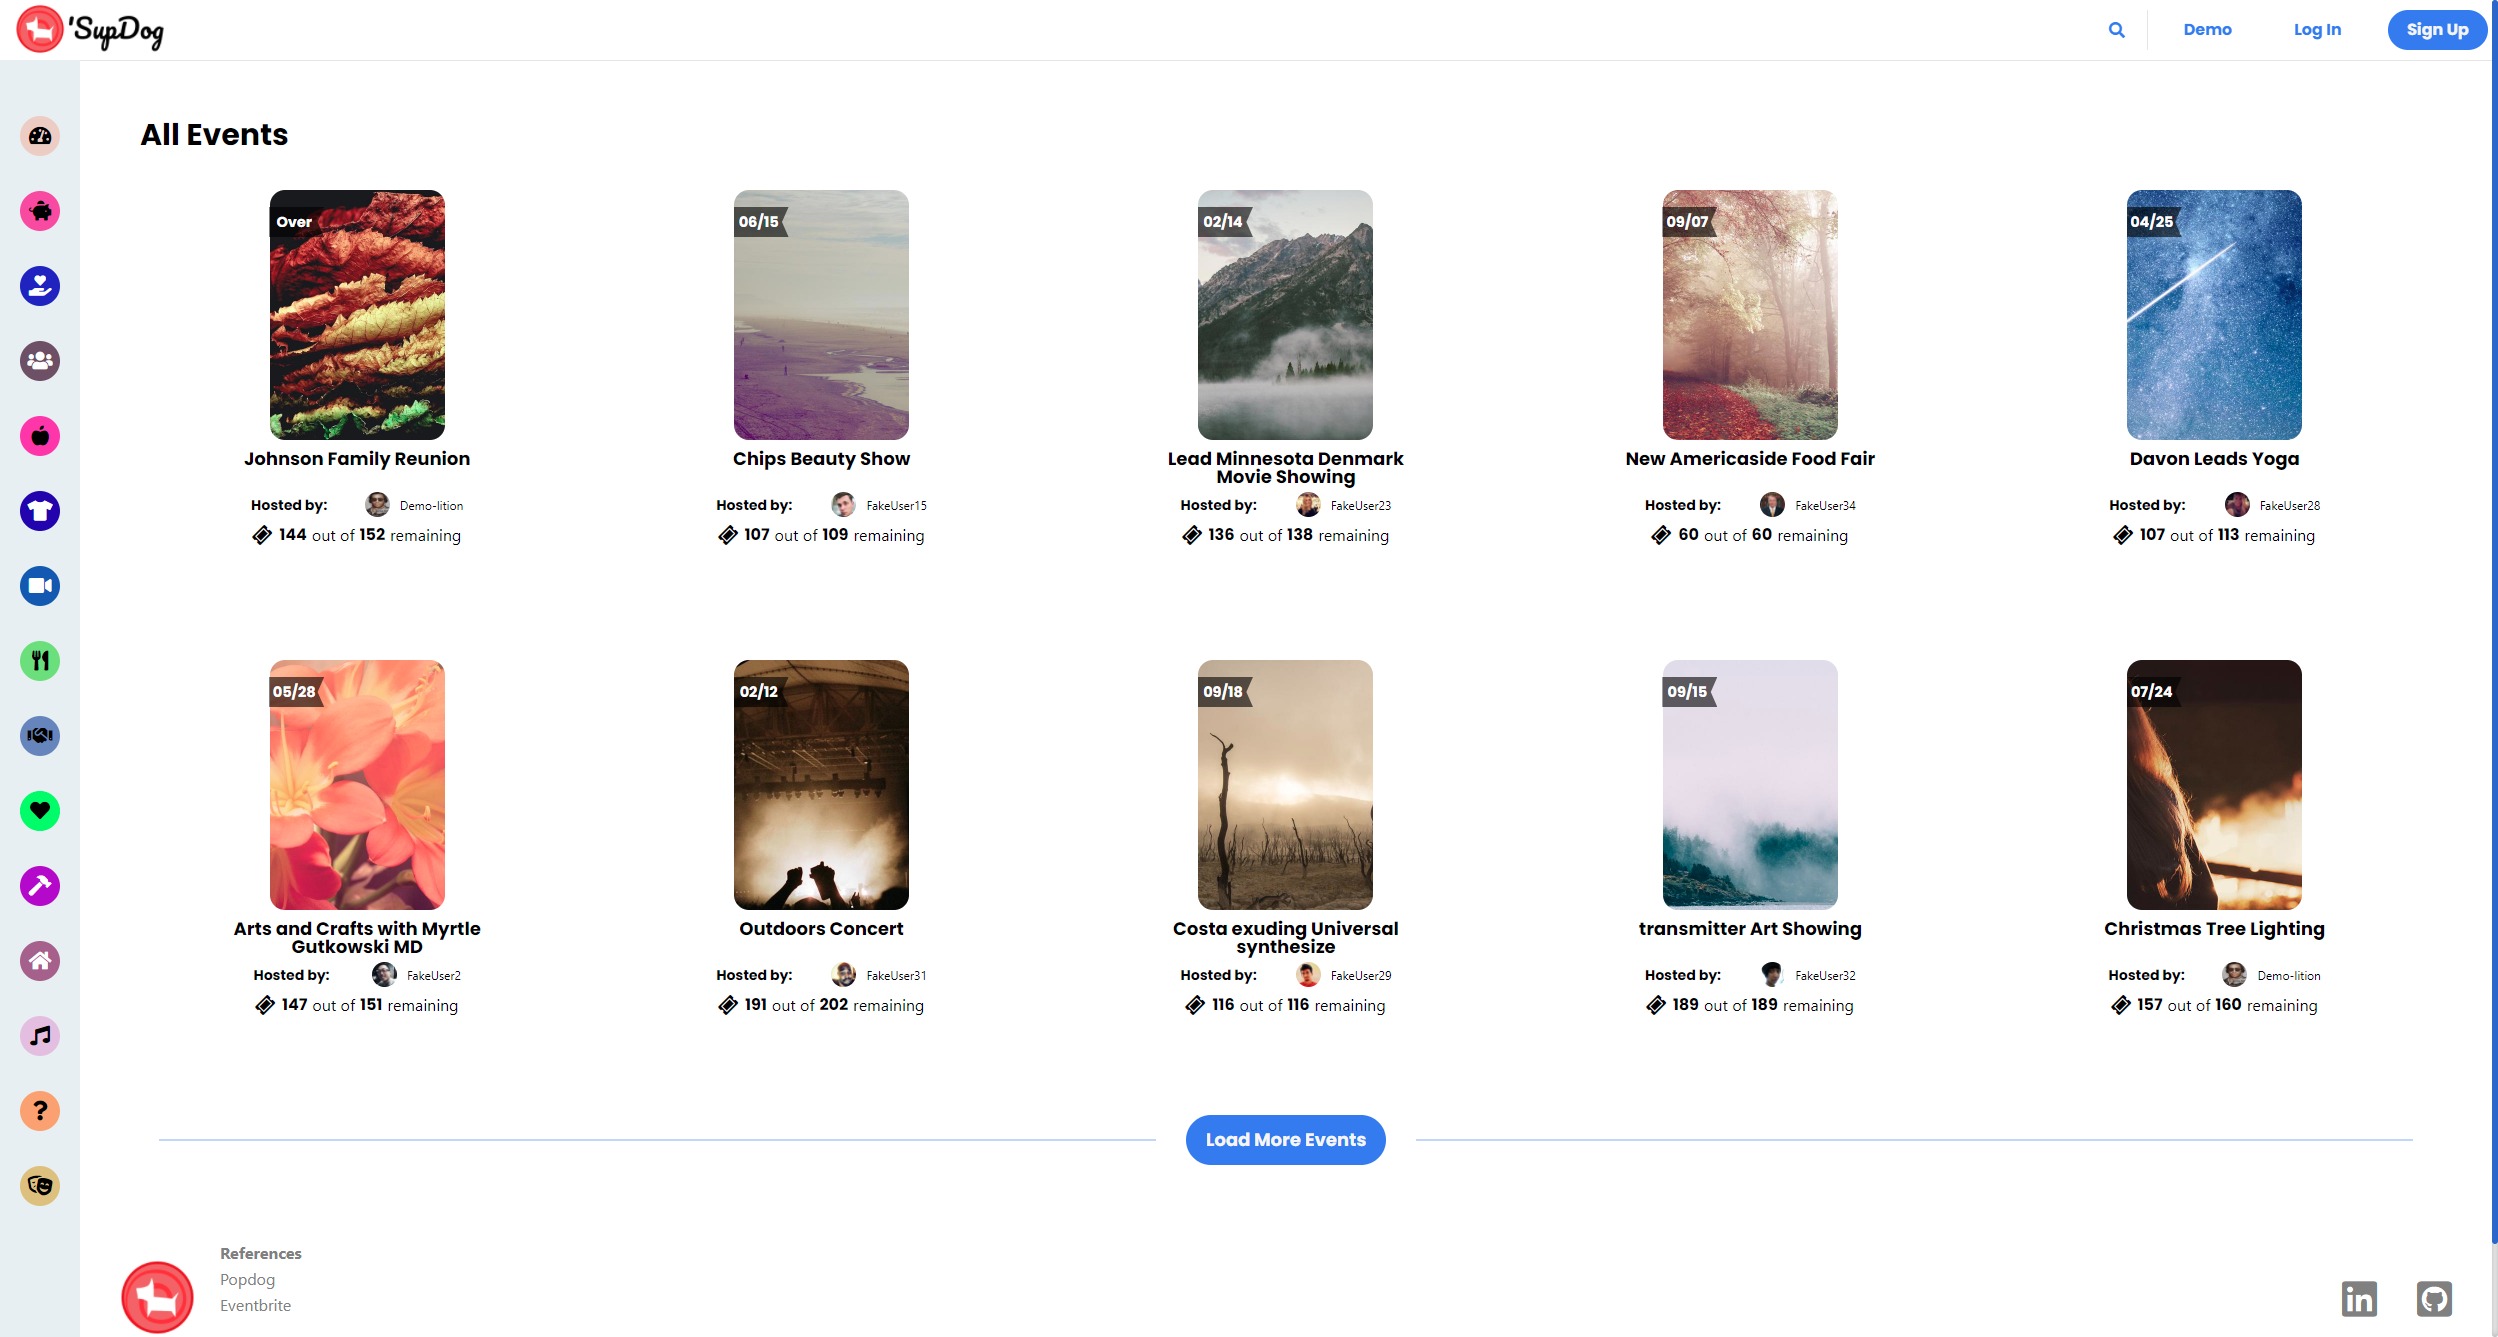 'SupDog
Demo
Log In
Sign Up
All Events
Over
06/15
02/14
09/07
04/25
Johnson Family Reunion
Chips Beauty Show
Lead Minnesota Denmark
Movie Showing
New Americaside Food Fair
Davon Leads Yoga
Hosted by: Demo-lition
Hosted by: FakeUser15
Hosted by: FakeUser23
Hosted by: FakeUser34
Hosted by: FakeUser28
144 out of 152 remaining
107 out of 109 remaining
136 out of 138 remaining
60 out of 60 remaining
107 out of 113 remaining
05/28
02/12
09/18
09/15
07/24
Arts and Crafts with Myrtle
Gutkowski MD
Outdoors Concert
Costa exuding Universal
synthesize
transmitter Art Showing
Christmas Tree Lighting
Hosted by: FakeUser2
Hosted by: FakeUser31
Hosted by: FakeUser29
Hosted by: FakeUser32
Hosted by: Demo-lition
147 out of 151 remaining
191 out of 202 remaining
116 out of 116 remaining
189 out of 189 remaining
157 out of 160 remaining
Load More Events
References
Popdog
Eventbrite